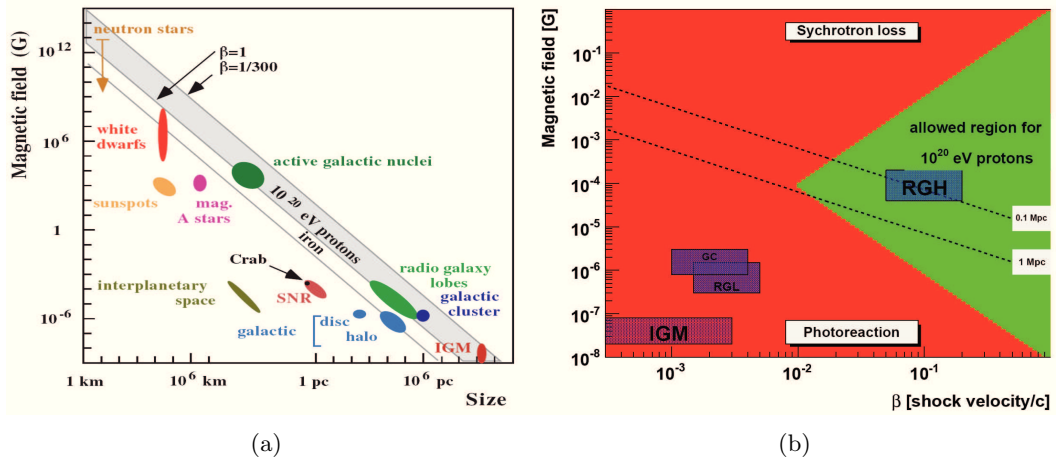 Magnetic field (G)
10^12
10^6
1
10^-6
neutron stars
β=1
β=1/300
white
dwarfs
active galactic nuclei
sunspots
mag.
A stars
10^20 eV protons
iron
Crab
SNR
radio galaxy
lobes
galactic
cluster
interplanetary
space
galactic
disc
halo
IGM
1 km
10^6 km
1 pc
10^6 pc
Size
(a)
Magnetic field [G]
10^-1
10^-2
10^-3
10^-4
10^-5
10^-6
10^-7
10^-8
Sychrotron loss
allowed region for
10^20 eV protons
RGH
0.1 Mpc
1 Mpc
GC
RGL
IGM
Photoreaction
10^-3
10^-2
10^-1
β [shock velocity/c]
(b)